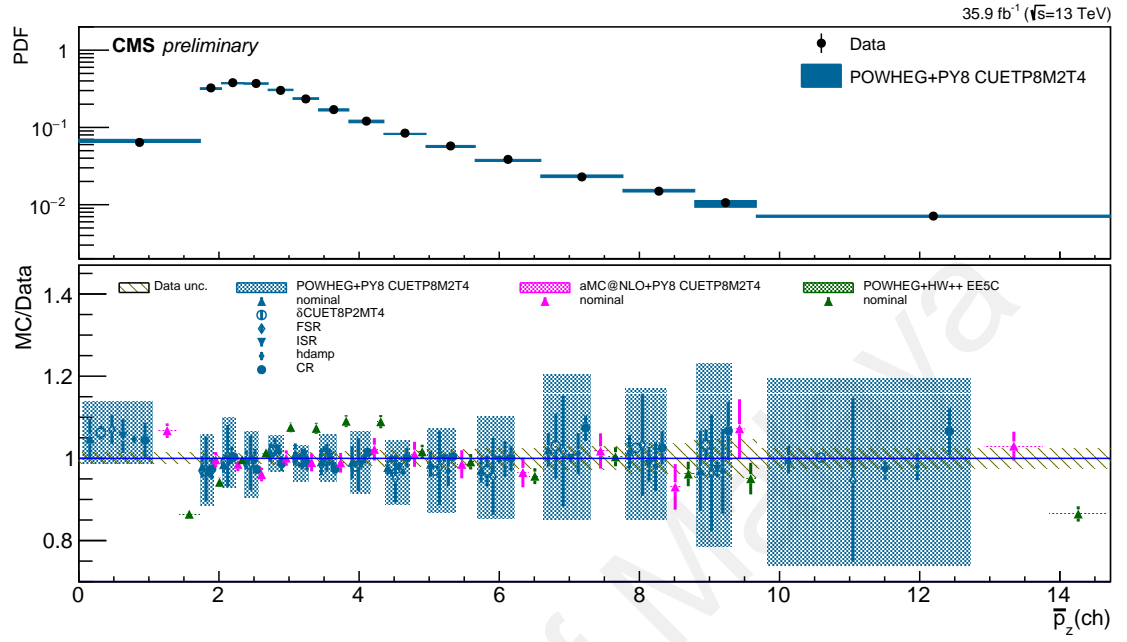 35.9 fb⁻¹ (√s=13 TeV)
PDF
CMS preliminary
Data
POWHEG+PY8 CUETP8M2T4
1
10⁻¹
10⁻²
MC/Data
Data unc.
POWHEG+PY8 CUETP8M2T4
nominal
δCUET8P2MT4
FSR
ISR
hdamp
CR
aMC@NLO+PY8 CUETP8M2T4
nominal
POWHEG+HW++ EE5C
nominal
1.4
1.2
1
0.8
0 2 4 6 8 10 12 14
p̅z(ch)